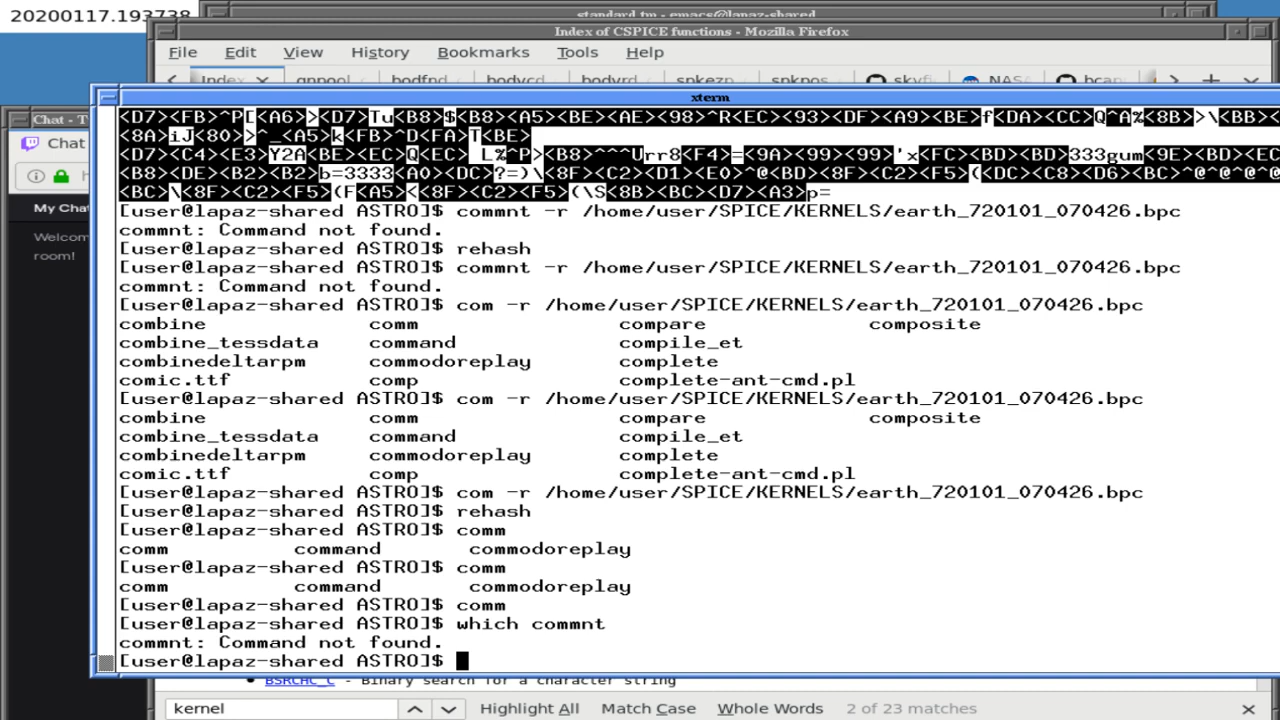 20200117.193738
standard.tm - emacs@lapaz-shared
Index of CSPICE functions - Mozilla Firefox
File Edit View History Bookmarks Tools Help
Index gnpool bodfnd bodvcd bodvrd spkezp spkpos skyfi NASA bcan
Chat - T
xterm
Chat
My Chat
Welcom
room!
<8A>iJ<80>>^_<A5>k<FB>^D<FA>T<BE>
[user@lapaz-shared ASTRO]$ commnt -r /home/user/SPICE/KERNELS/earth_720101_070426.bpc
commnt: Command not found.
[user@lapaz-shared ASTRO]$ rehash
[user@lapaz-shared ASTRO]$ commnt -r /home/user/SPICE/KERNELS/earth_720101_070426.bpc
commnt: Command not found.
[user@lapaz-shared ASTRO]$ com -r /home/user/SPICE/KERNELS/earth_720101_070426.bpc
combine comm compare composite
combine_tessdata command compile_et
combinedeltarpm commodoreplay complete
comic.ttf comp complete-ant-cmd.pl
[user@lapaz-shared ASTRO]$ com -r /home/user/SPICE/KERNELS/earth_720101_070426.bpc
combine comm compare composite
combine_tessdata command compile_et
combinedeltarpm commodoreplay complete
comic.ttf comp complete-ant-cmd.pl
[user@lapaz-shared ASTRO]$ com -r /home/user/SPICE/KERNELS/earth_720101_070426.bpc
[user@lapaz-shared ASTRO]$ rehash
[user@lapaz-shared ASTRO]$ comm
comm command commodoreplay
[user@lapaz-shared ASTRO]$ comm
comm command commodoreplay
[user@lapaz-shared ASTRO]$ comm
[user@lapaz-shared ASTRO]$ which commnt
commnt: Command not found.
[user@lapaz-shared ASTRO]$
BSRCHC_C - Binary search for a character string
kernel Highlight All Match Case Whole Words 2 of 23 matches